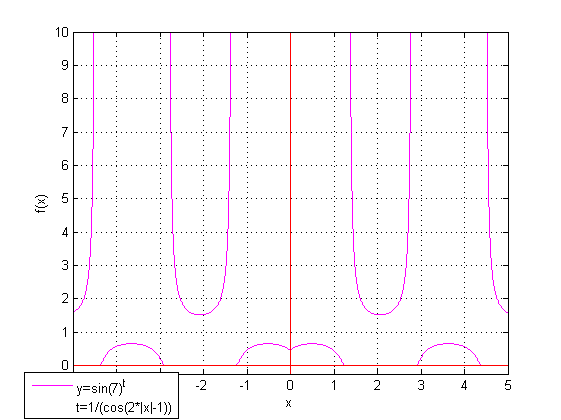 10
9
8
7
6
5
4
3
2
1
0
f(x)
-2 -1 0 1 2 3 4 5
x
y=sin(7)^t
t=1/(cos(2*|x|-1))